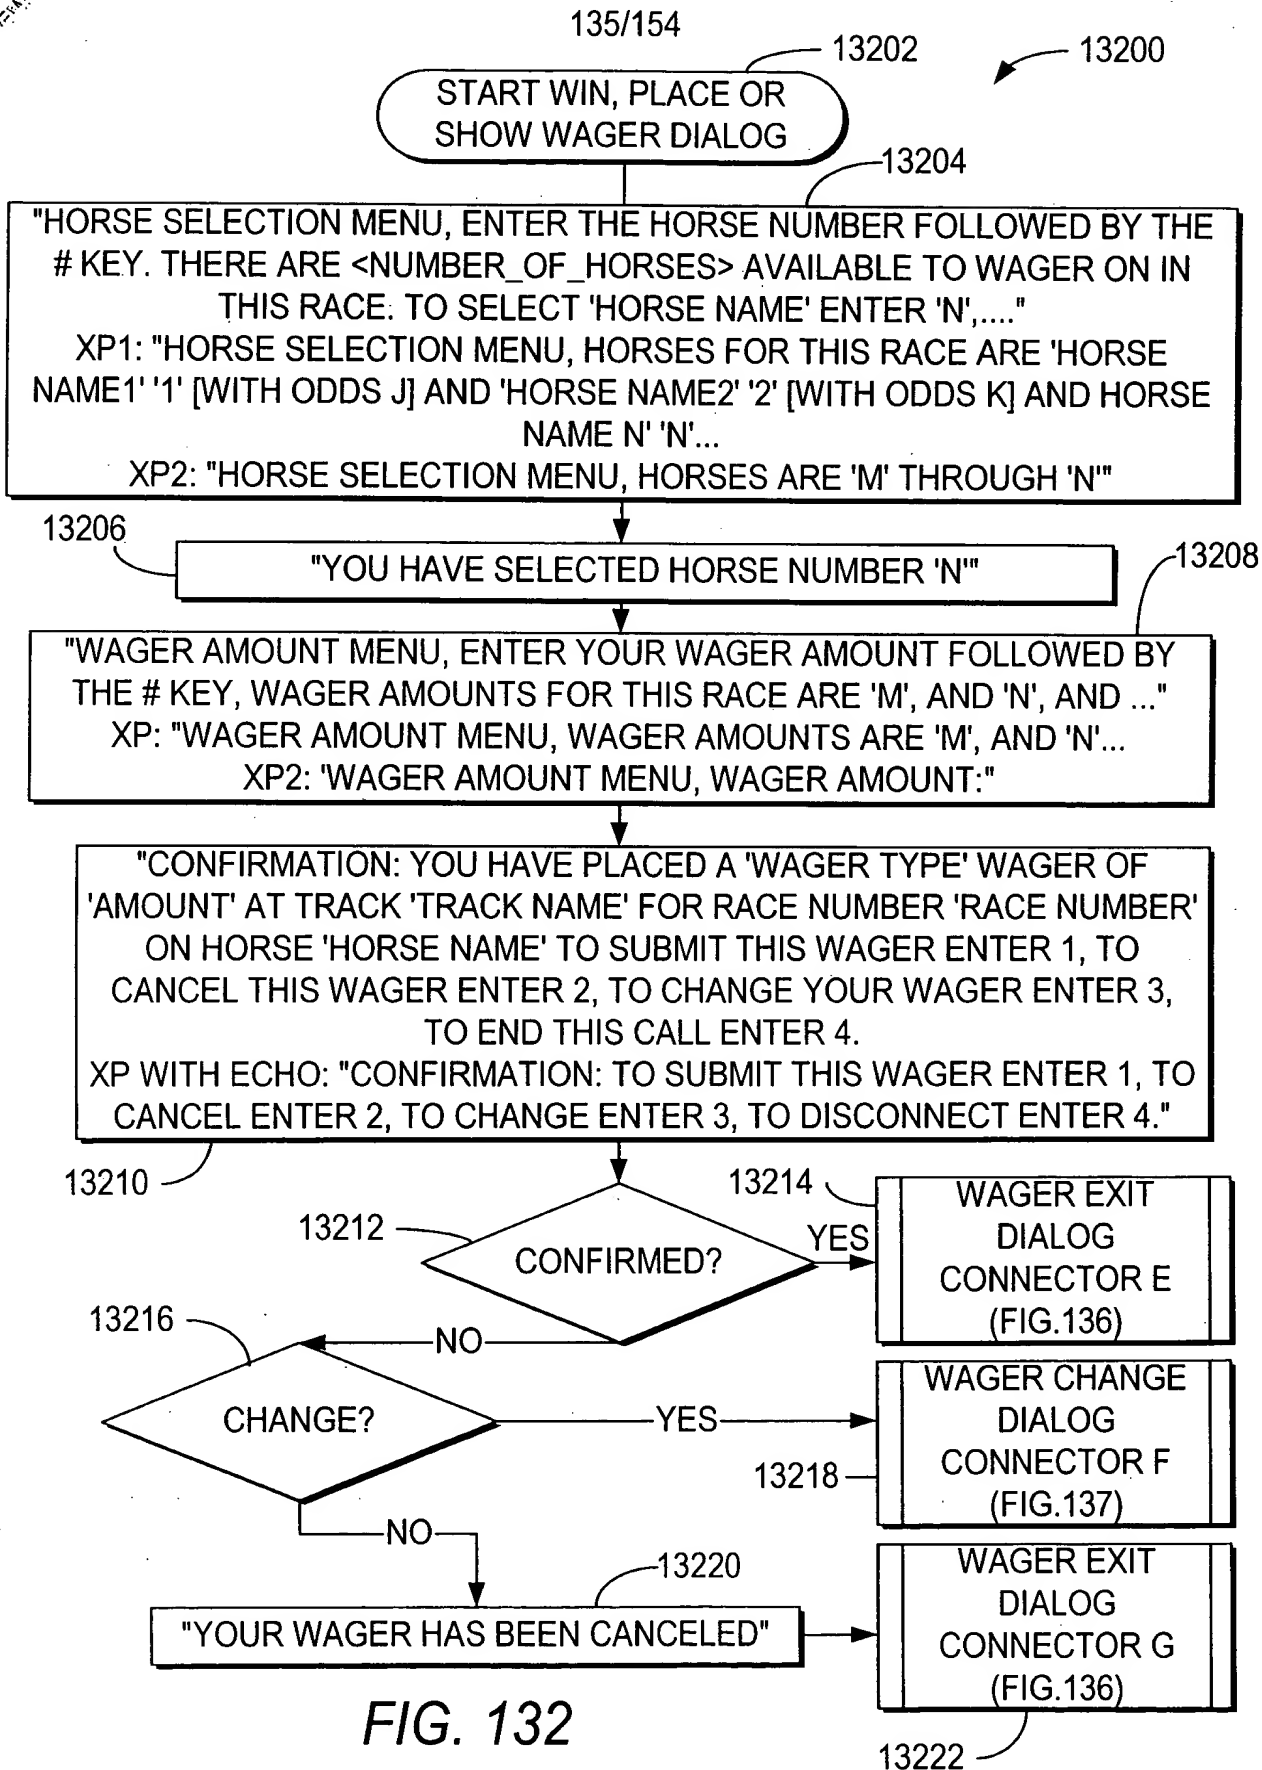 135/154
13202
13200
START WIN, PLACE OR
SHOW WAGER DIALOG
13204
"HORSE SELECTION MENU, ENTER THE HORSE NUMBER FOLLOWED BY THE
# KEY. THERE ARE <NUMBER_OF_HORSES> AVAILABLE TO WAGER ON IN
THIS RACE: TO SELECT 'HORSE NAME' ENTER 'N',...."
XP1: "HORSE SELECTION MENU, HORSES FOR THIS RACE ARE 'HORSE
NAME1' '1' [WITH ODDS J] AND 'HORSE NAME2' '2' [WITH ODDS K] AND HORSE
NAME N' 'N'...
XP2: "HORSE SELECTION MENU, HORSES ARE 'M' THROUGH 'N'"
13206
"YOU HAVE SELECTED HORSE NUMBER 'N'"
13208
"WAGER AMOUNT MENU, ENTER YOUR WAGER AMOUNT FOLLOWED BY
THE # KEY, WAGER AMOUNTS FOR THIS RACE ARE 'M', AND 'N', AND ..."
XP: "WAGER AMOUNT MENU, WAGER AMOUNTS ARE 'M', AND 'N'...
XP2: 'WAGER AMOUNT MENU, WAGER AMOUNT:"
"CONFIRMATION: YOU HAVE PLACED A 'WAGER TYPE' WAGER OF
'AMOUNT' AT TRACK 'TRACK NAME' FOR RACE NUMBER 'RACE NUMBER'
ON HORSE 'HORSE NAME' TO SUBMIT THIS WAGER ENTER 1, TO
CANCEL THIS WAGER ENTER 2, TO CHANGE YOUR WAGER ENTER 3,
TO END THIS CALL ENTER 4.
XP WITH ECHO: "CONFIRMATION: TO SUBMIT THIS WAGER ENTER 1, TO
CANCEL ENTER 2, TO CHANGE ENTER 3, TO DISCONNECT ENTER 4."
13210
13212
CONFIRMED?
YES
13214
WAGER EXIT
DIALOG
CONNECTOR E
(FIG.136)
NO
13216
CHANGE?
YES
13218
WAGER CHANGE
DIALOG
CONNECTOR F
(FIG.137)
NO
13220
"YOUR WAGER HAS BEEN CANCELED"
WAGER EXIT
DIALOG
CONNECTOR G
(FIG.136)
13222
FIG. 132